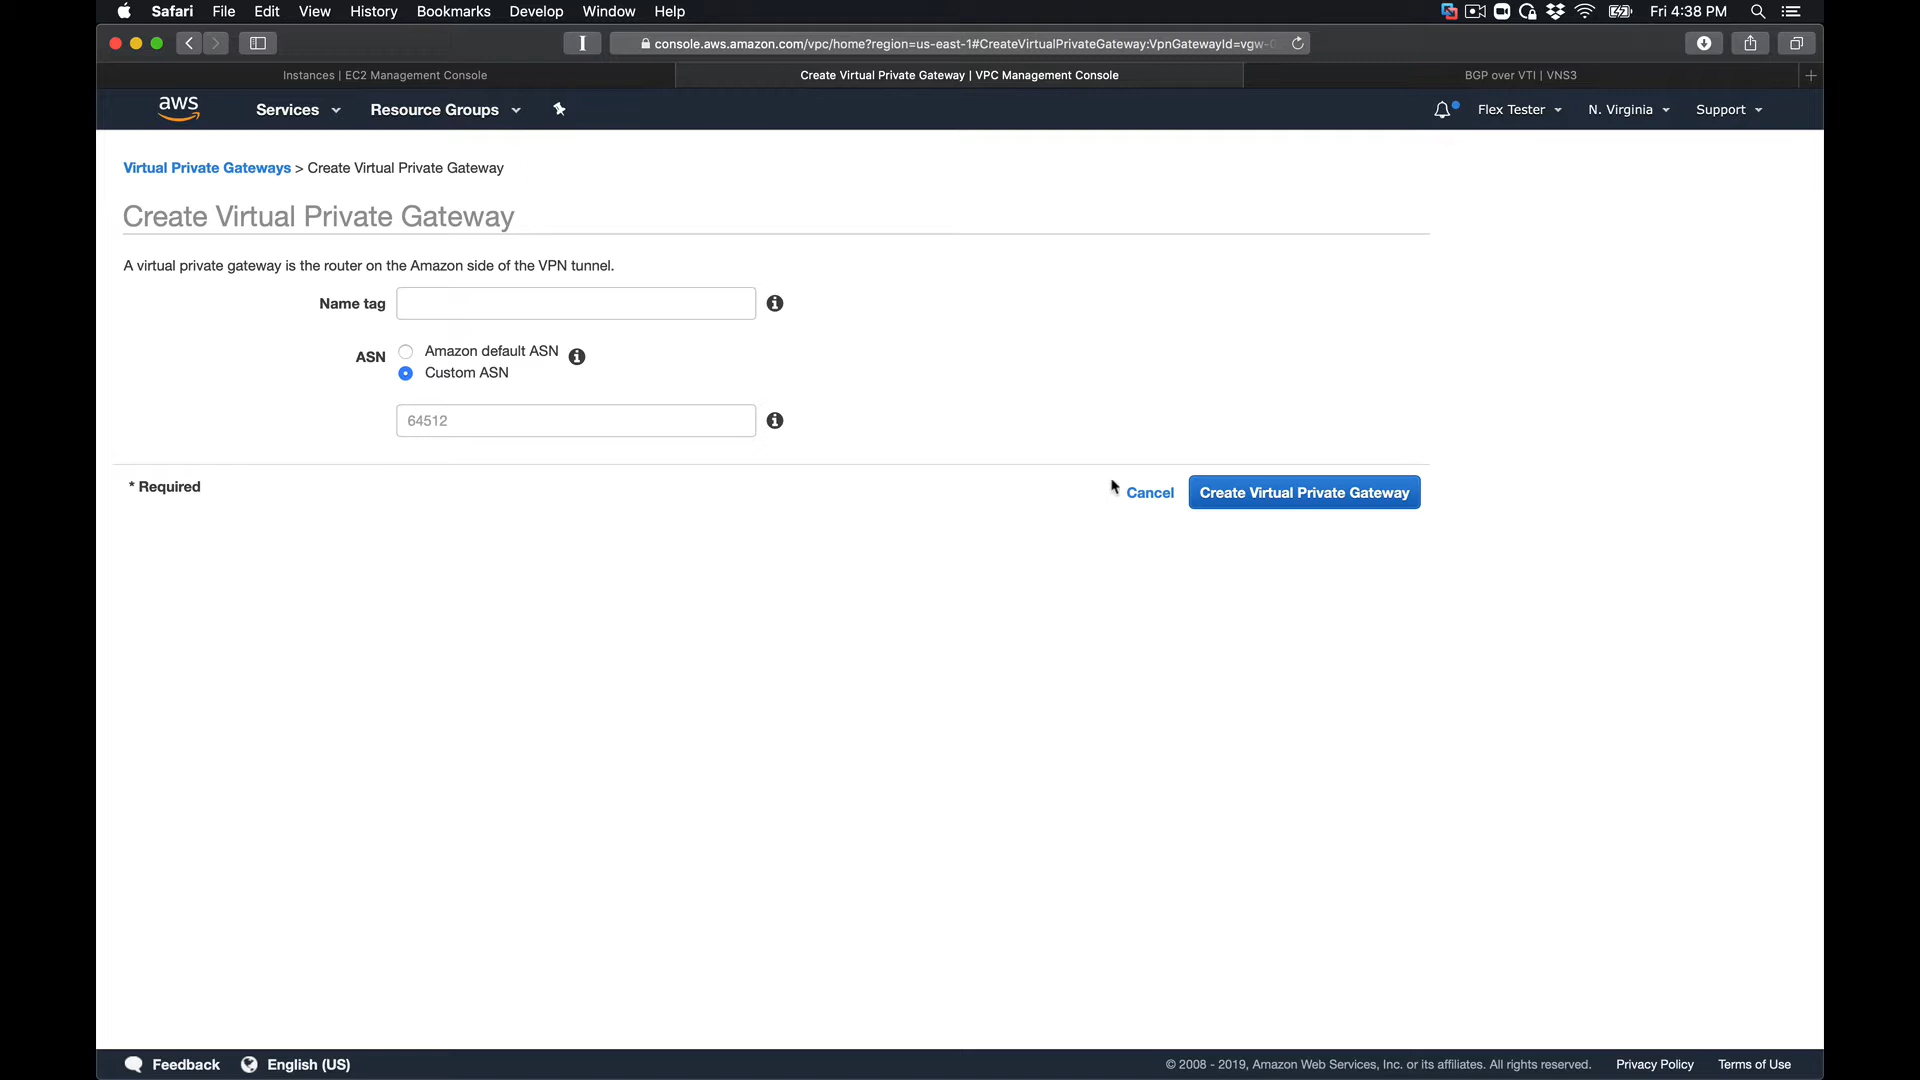 Safari File Edit View History Bookmarks Develop Window Help Fri 4:38 PM
console.aws.amazon.com/vpc/home?region=us-east-1#CreateVirtualPrivateGateway:VpnGatewayId=vgw-
Instances | EC2 Management Console Create Virtual Private Gateway | VPC Management Console BGP over VTI | VNS3
aws Services Resource Groups Flex Tester N. Virginia Support
Virtual Private Gateways > Create Virtual Private Gateway
Create Virtual Private Gateway
A virtual private gateway is the router on the Amazon side of the VPN tunnel.
Name tag
ASN Amazon default ASN
Custom ASN
64512
* Required Cancel Create Virtual Private Gateway
Feedback English (US) © 2008 - 2019, Amazon Web Services, Inc. or its affiliates. All rights reserved. Privacy Policy Terms of Use